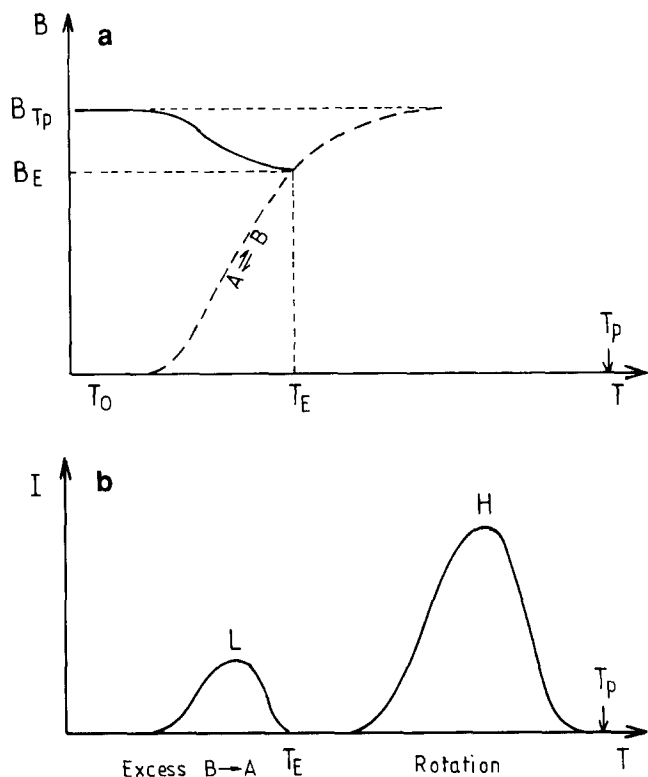 B
a
B_Tp
B_E
A ⇌ B
T_p
T_O
T_E
T
I
b
H
L
T_p
Excess B→A
T_E
Rotation
T